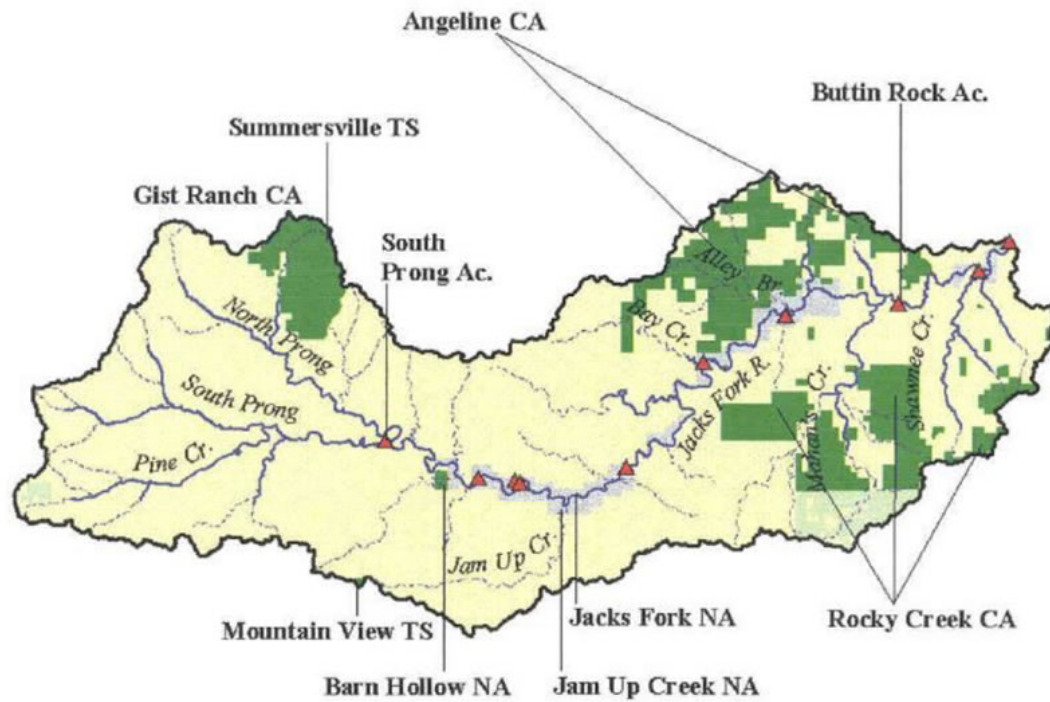 Angeline CA
Buttin Rock Ac.
Summersville TS
Gist Ranch CA
South
Prong Ac.
Alley Br.
North Prong
Bay Cr.
South Prong
Jacks Fork R.
Mahan's Cr.
Shawnee Cr.
Pine Cr.
Jam Up Cr.
Jacks Fork NA
Rocky Creek CA
Mountain View TS
Barn Hollow NA
Jam Up Creek NA